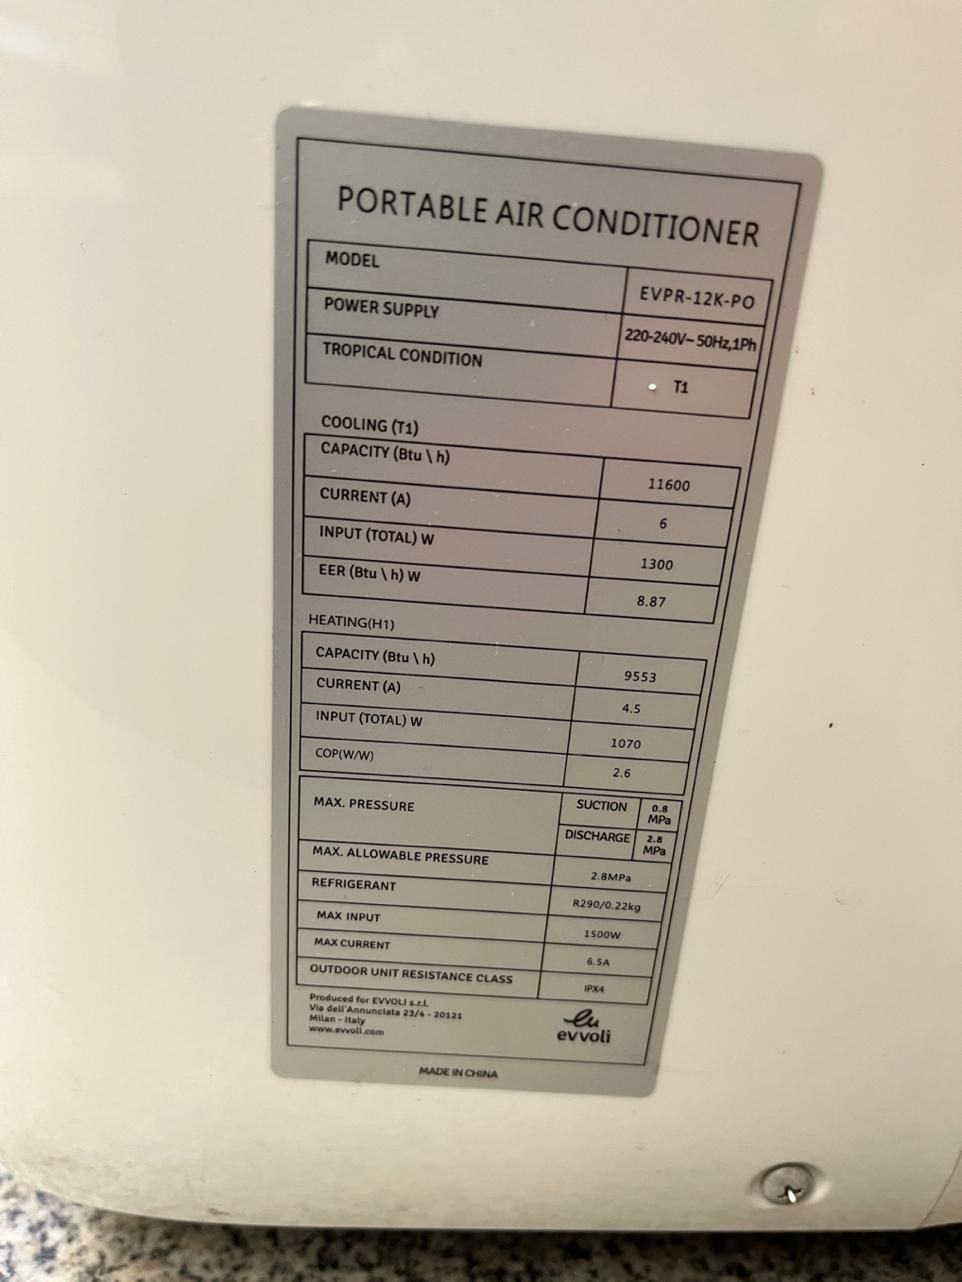 PORTABLE AIR CONDITIONER
MODEL EVPR-12K-PO
POWER SUPPLY 220-240V~ 50Hz,1Ph
TROPICAL CONDITION T1
COOLING (T1)
CAPACITY (Btu \ h) 11600
CURRENT (A) 6
INPUT (TOTAL) W 1300
EER (Btu \ h) W 8.87
HEATING(H1)
CAPACITY (Btu \ h) 9553
CURRENT (A) 4.5
INPUT (TOTAL) W 1070
COP(W/W) 2.6
MAX. PRESSURE SUCTION 0.8 MPa
DISCHARGE 2.8 MPa
MAX. ALLOWABLE PRESSURE 2.8MPa
REFRIGERANT R290/0.22kg
MAX INPUT 1500W
MAX CURRENT 6.5A
OUTDOOR UNIT RESISTANCE CLASS IPX4
Produced for EVVOLI s.r.l.
Via dell'Annunciata 23/4 - 20121
Milan - Italy
www.evvoli.com
eu
evvoli
MADE IN CHINA